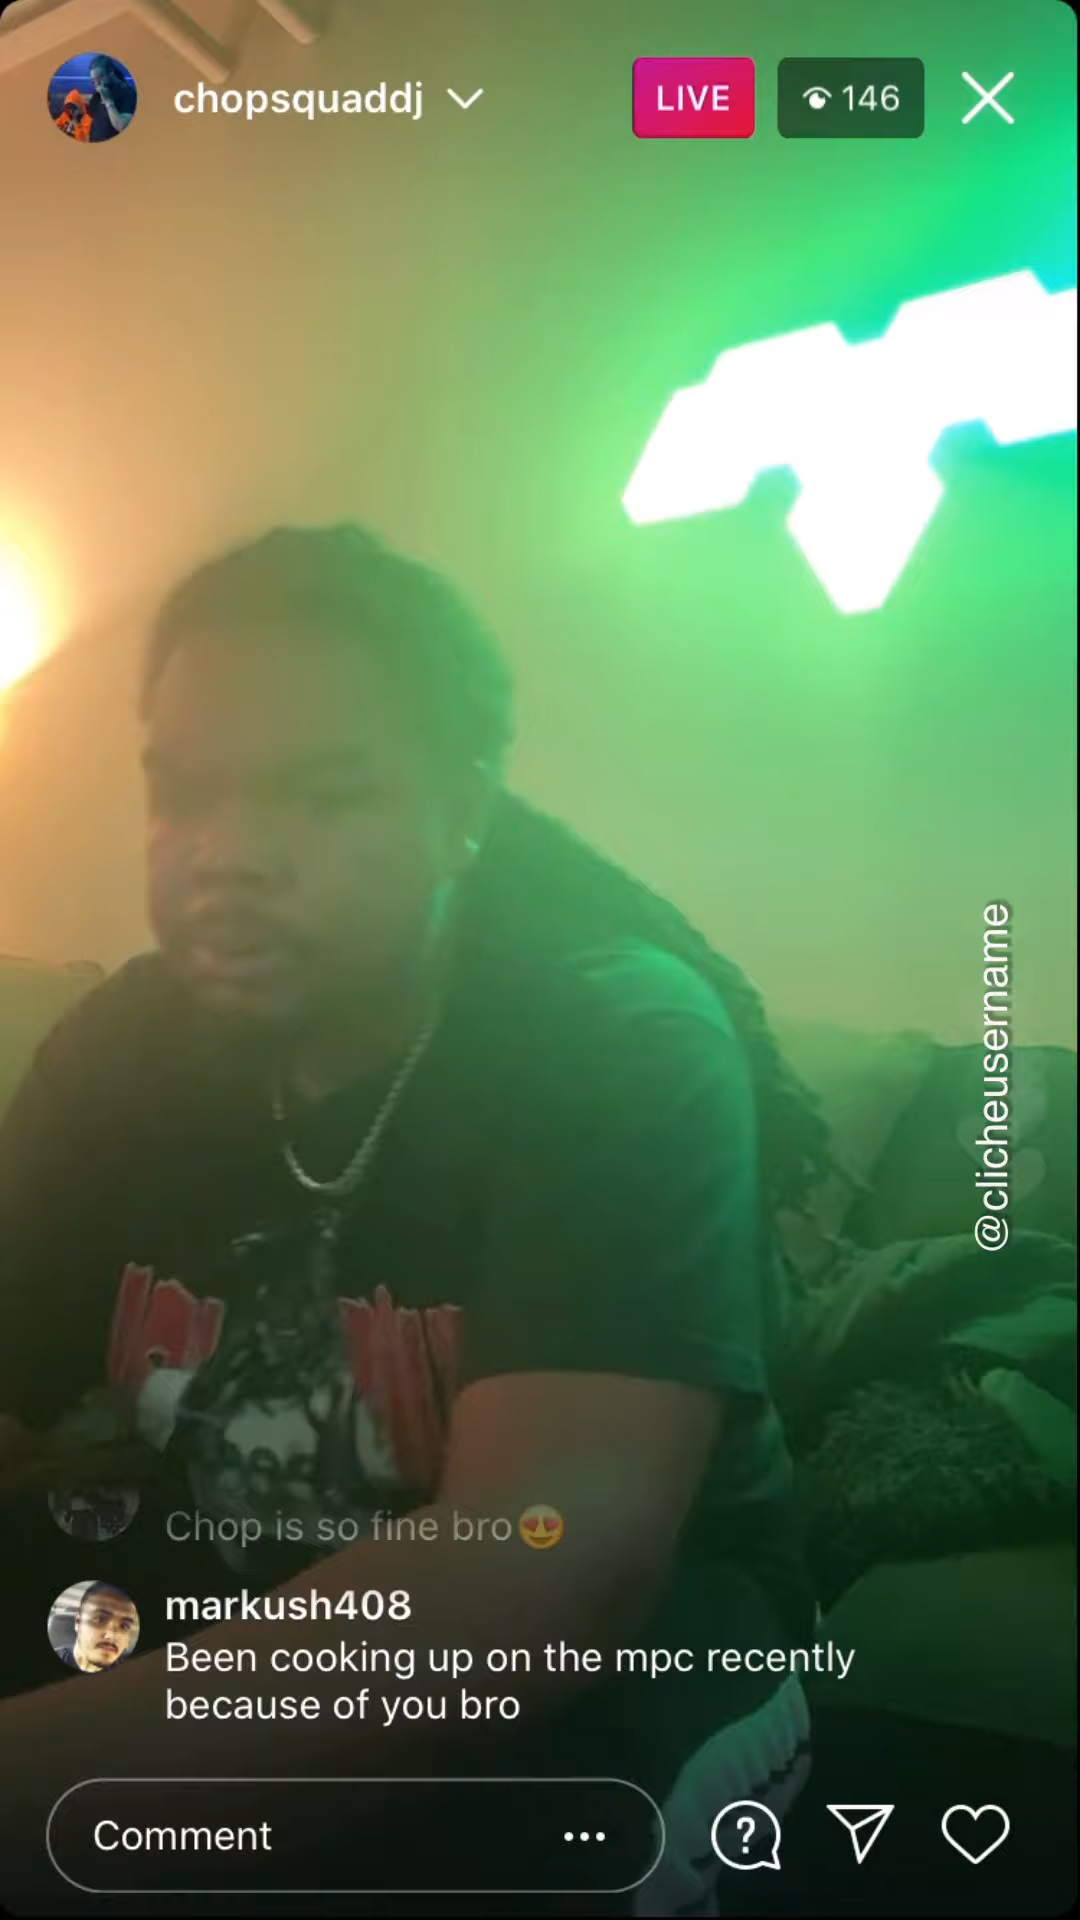 chopsquaddj
LIVE
146
@clicheusername
Chop is so fine bro😍
markush408
Been cooking up on the mpc recently
because of you bro
Comment